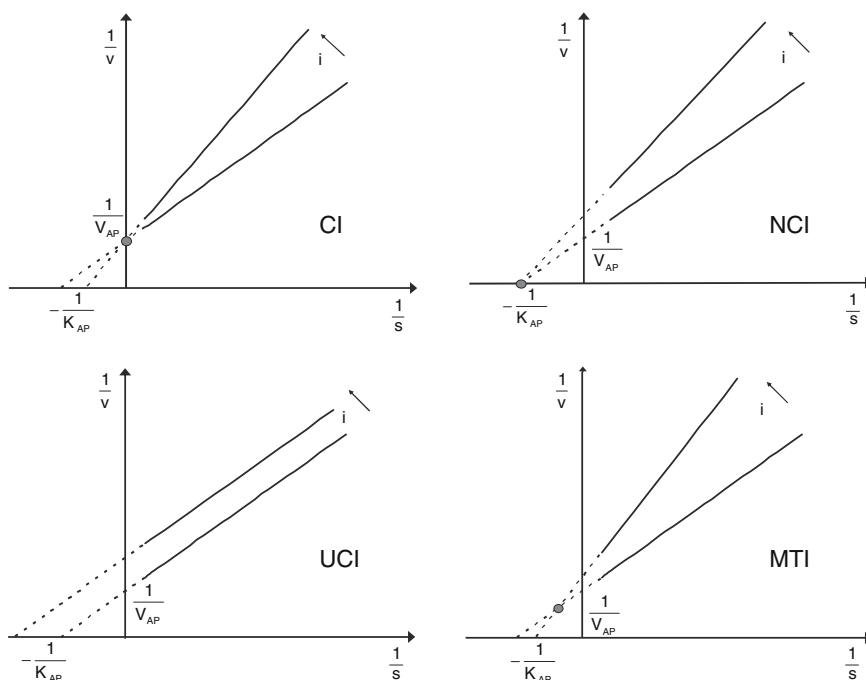 1/v
i
1/V_AP
CI
-1/K_AP
1/s
1/v
i
NCI
1/V_AP
-1/K_AP
1/s
1/v
i
UCI
1/V_AP
-1/K_AP
1/s
1/v
i
MTI
1/V_AP
-1/K_AP
1/s